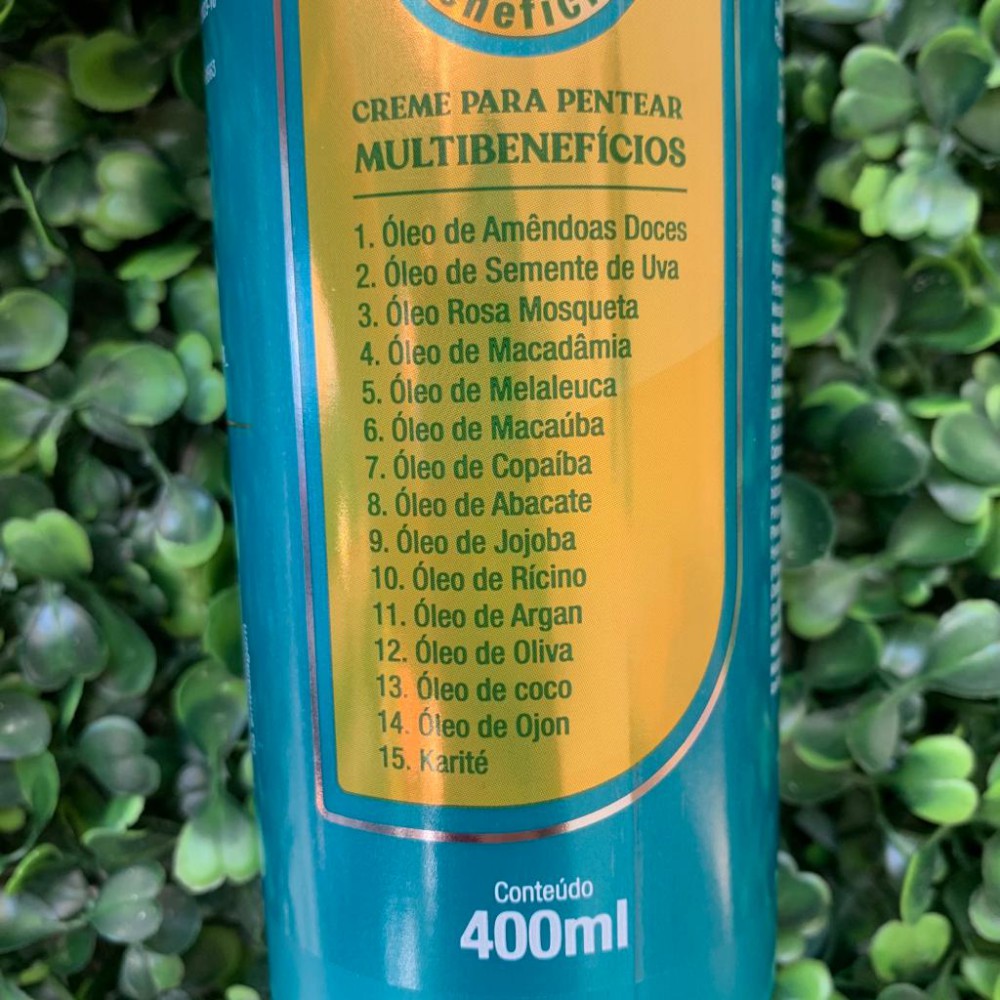 CREME PARA PENTEAR
MULTIBENEFÍCIOS
1. Óleo de Amêndoas Doces
2. Óleo de Semente de Uva
3. Óleo Rosa Mosqueta
4. Óleo de Macadâmia
5. Óleo de Melaleuca
6. Óleo de Macaúba
7. Óleo de Copaíba
8. Óleo de Abacate
9. Óleo de Jojoba
10. Óleo de Rícino
11. Óleo de Argan
12. Óleo de Oliva
13. Óleo de coco
14. Óleo de Ojon
15. Karité
Conteúdo
400ml